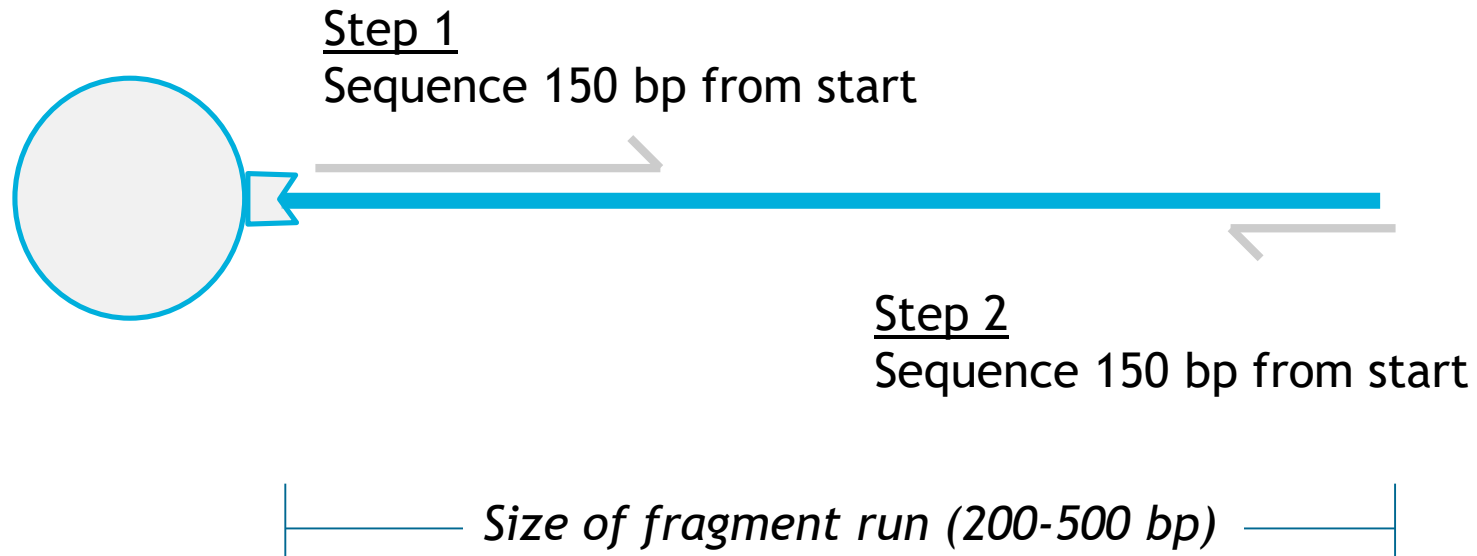 Step 1
Sequence 150 bp from start
Step 2
Sequence 150 bp from start
Size of fragment run (200-500 bp)